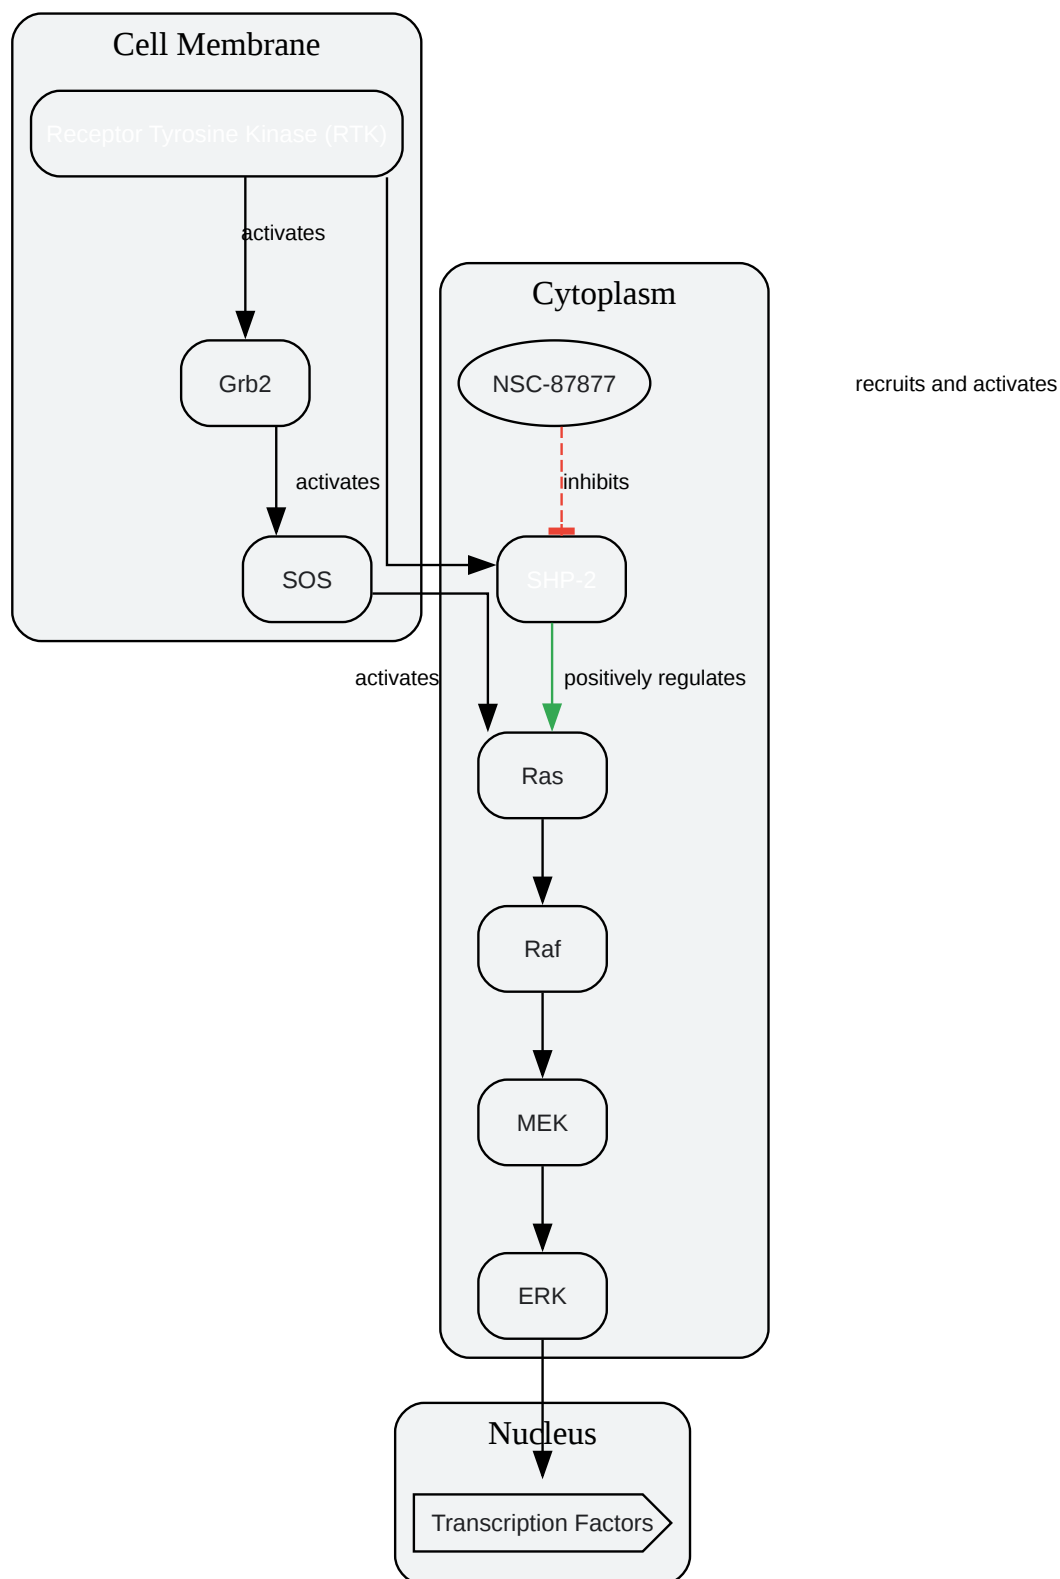 Cell Membrane
Receptor Tyrosine Kinase (RTK)
activates
Cytoplasm
Grb2
NSC-87877
recruits and activates
activates
inhibits
SOS
SHP-2
activates
positively regulates
Ras
Raf
MEK
ERK
Nucleus
Transcription Factors